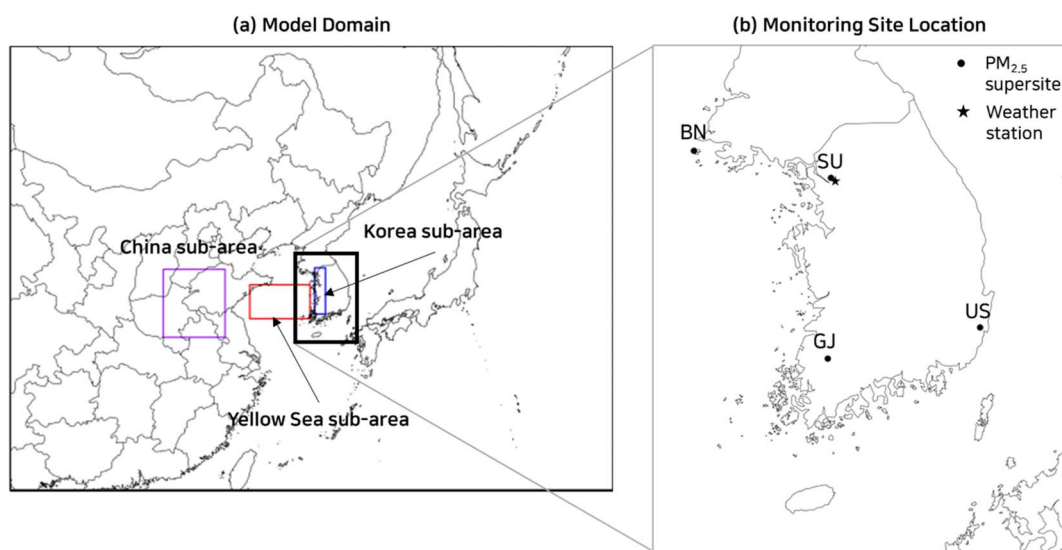 (a) Model Domain
China sub-area
Korea sub-area
Yellow Sea sub-area
(b) Monitoring Site Location
PM2.5
supersite
Weather
station
BN
SU
US
GJ